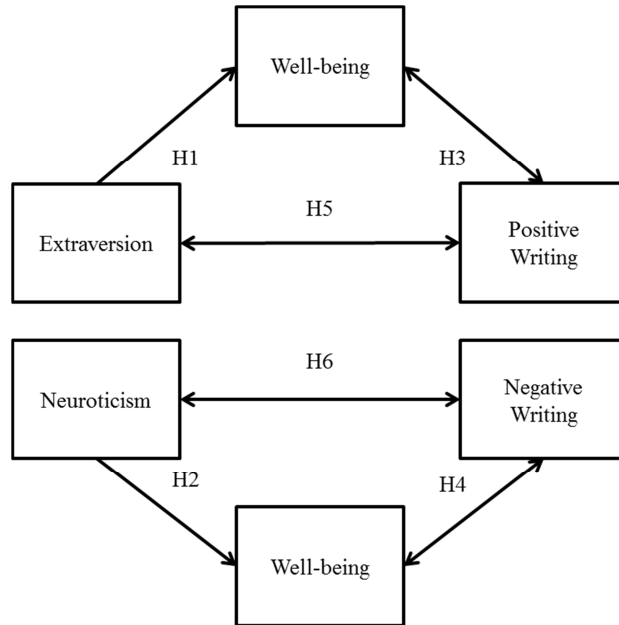 Well-being
H1
H3
H5
Extraversion
Positive
Writing
H6
Neuroticism
Negative
Writing
H2
H4
Well-being